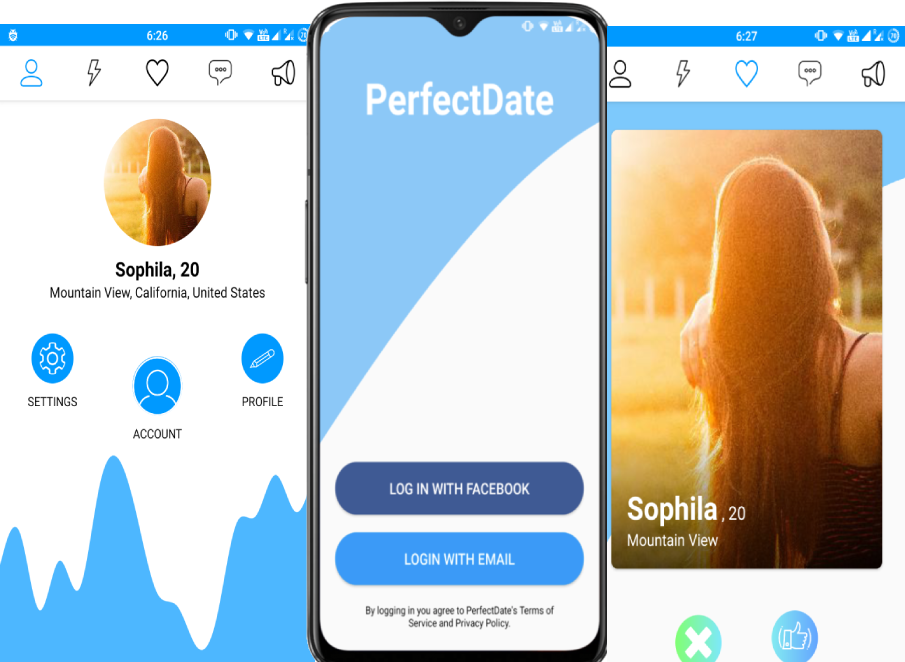 6:26
Sophila, 20
Mountain View, California, United States
SETTINGS
ACCOUNT
PROFILE
PerfectDate
LOG IN WITH FACEBOOK
LOGIN WITH EMAIL
By logging in you agree to PerfectDate's Terms of
Service and Privacy Policy.
6:27
Sophila , 20
Mountain View